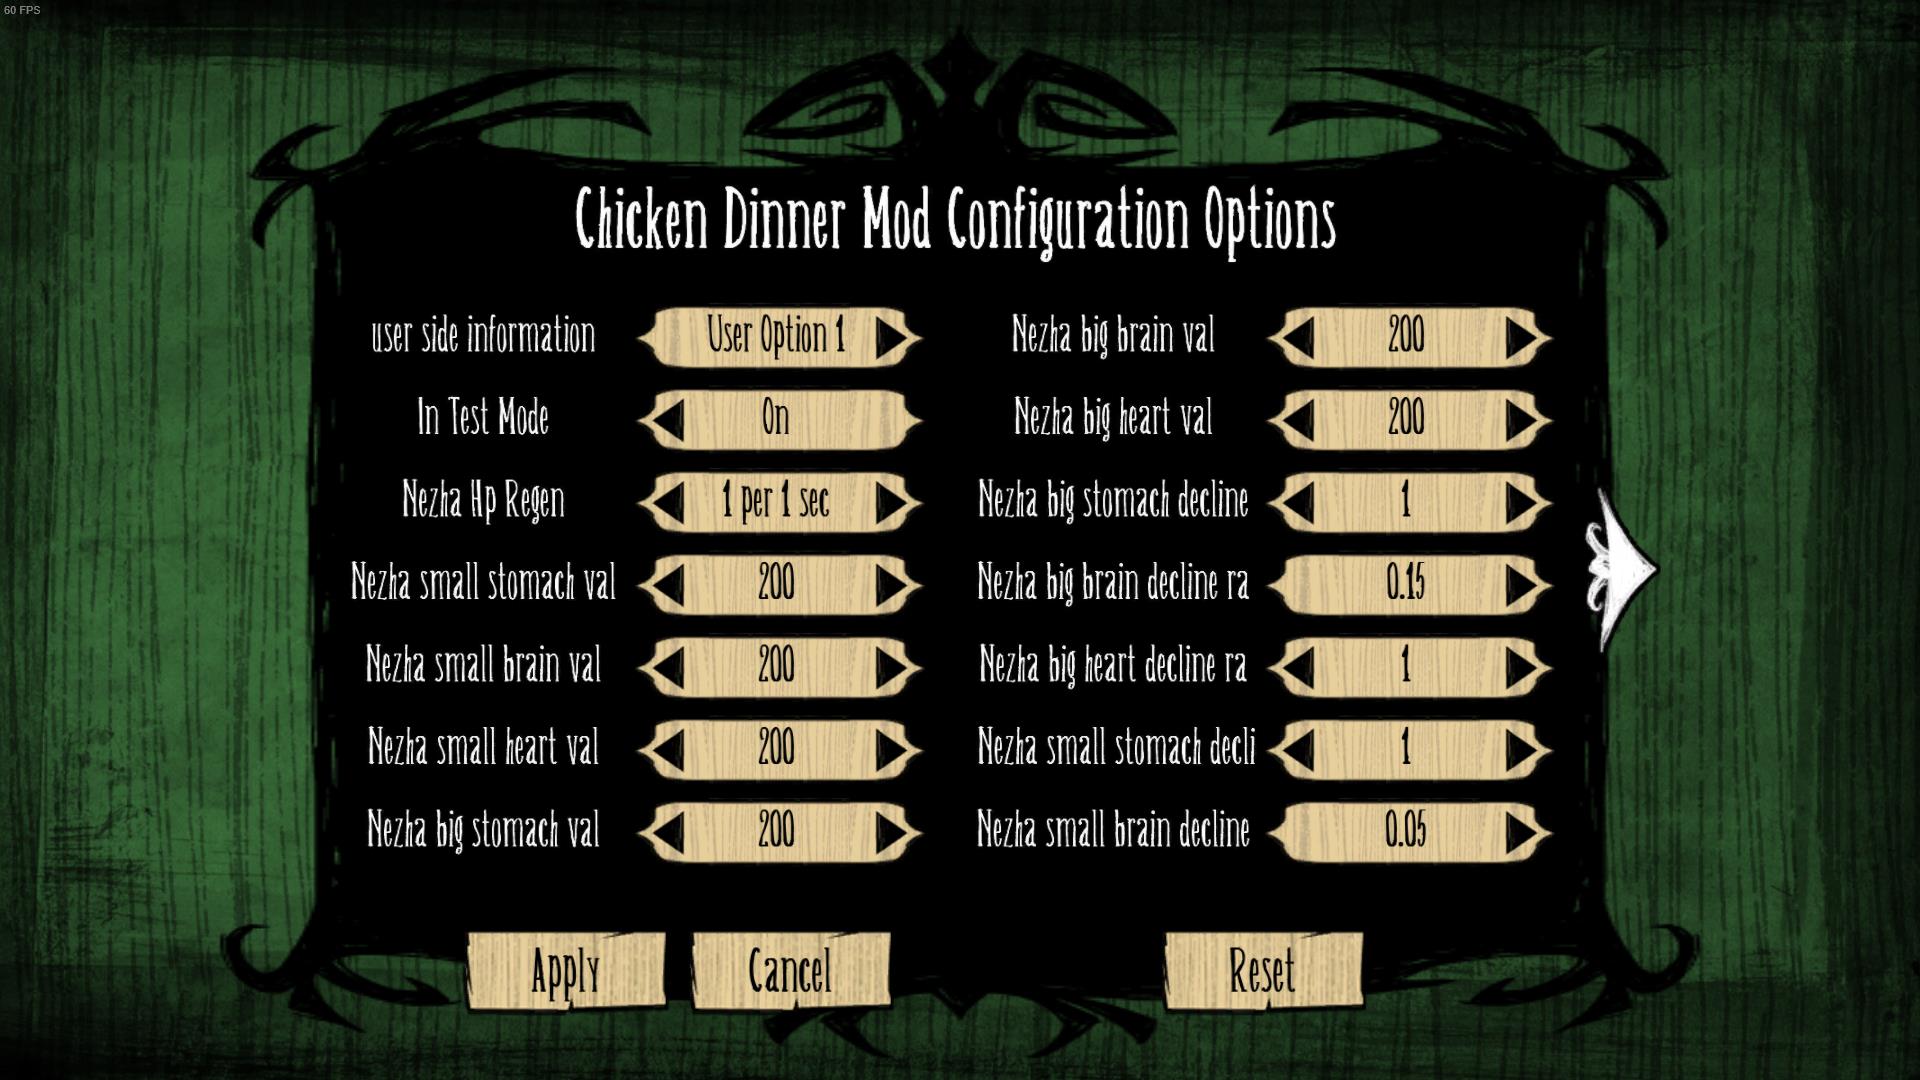 60 FPS
Chicken Dinner Mod Configuration Options
user side information
User Option 1
In Test Mode
On
Nezha Hp Regen
1 per 1 sec
Nezha small stomach val
200
Nezha small brain val
200
Nezha small heart val
200
Nezha big stomach val
200
Nezha big brain val
200
Nezha big heart val
200
Nezha big stomach decline
1
Nezha big brain decline ra
0.15
Nezha big heart decline ra
1
Nezha small stomach decli
1
Nezha small brain decline
0.05
Apply
Cancel
Reset